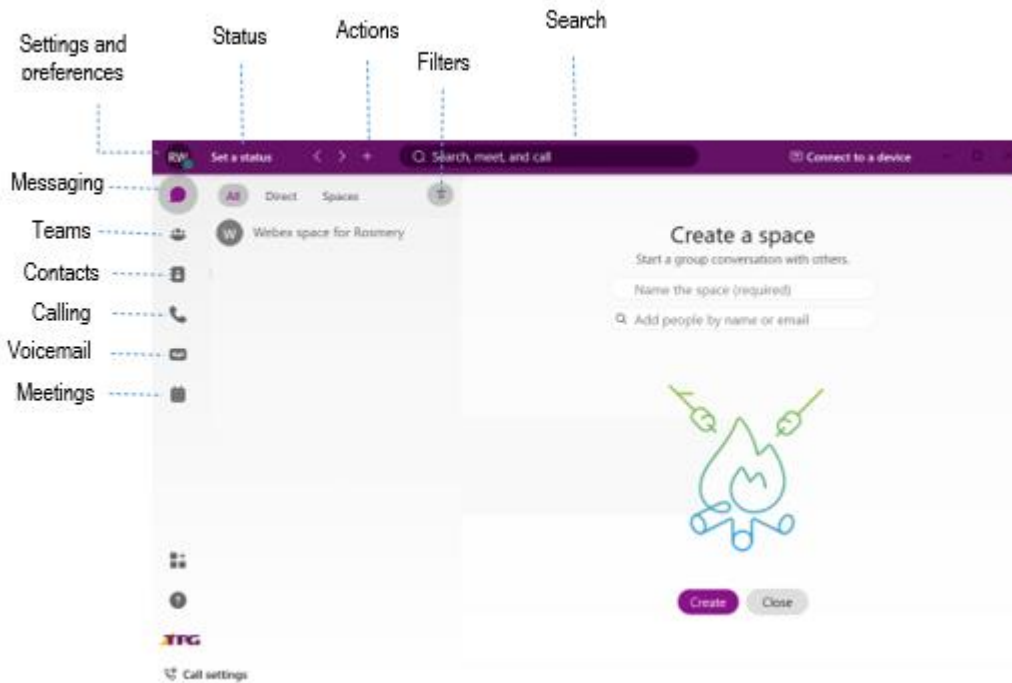 Search
Status
Actions
Settings and
preferences
Filters
RW
Set a status
Search, meet, and call
Connect to a device
Messaging
All
Direct
Spaces
Teams
W
Webex space for Rosmery
Create a space
Start a group conversation with others.
Contacts
Name the space (required)
Calling
Add people by name or email
Voicemail
Meetings
Create
Close
TPG
Call settings